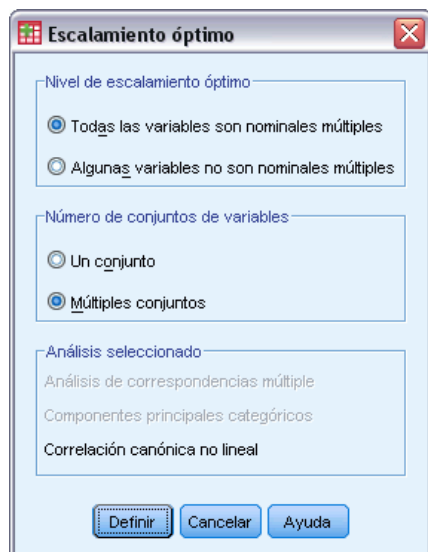 Escalamiento óptimo
Nivel de escalamiento óptimo
Todas las variables son nominales múltiples
Algunas variables no son nominales múltiples
Número de conjuntos de variables
Un conjunto
Múltiples conjuntos
Análisis seleccionado
Análisis de correspondencias múltiple
Componentes principales categóricos
Correlación canónica no lineal
Definir Cancelar Ayuda